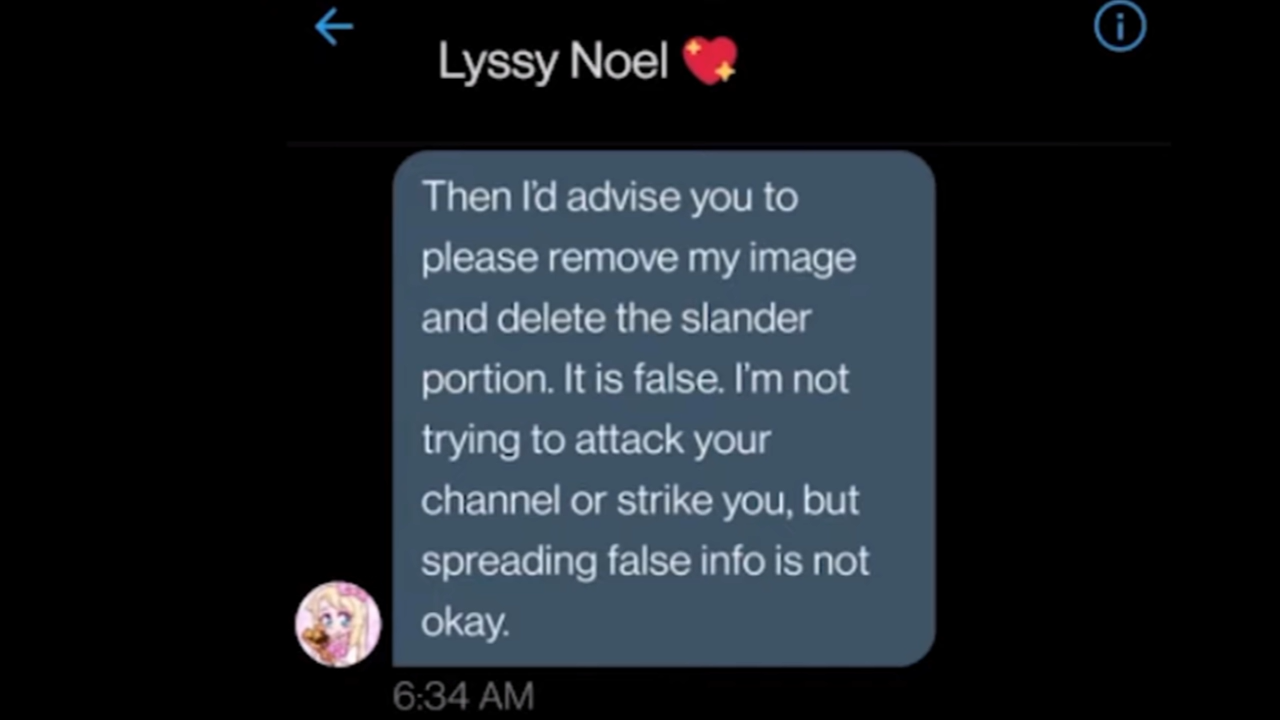 Lyssy Noel 💖
Then I'd advise you to
please remove my image
and delete the slander
portion. It is false. I'm not
trying to attack your
channel or strike you, but
spreading false info is not
okay.
6:34 AM